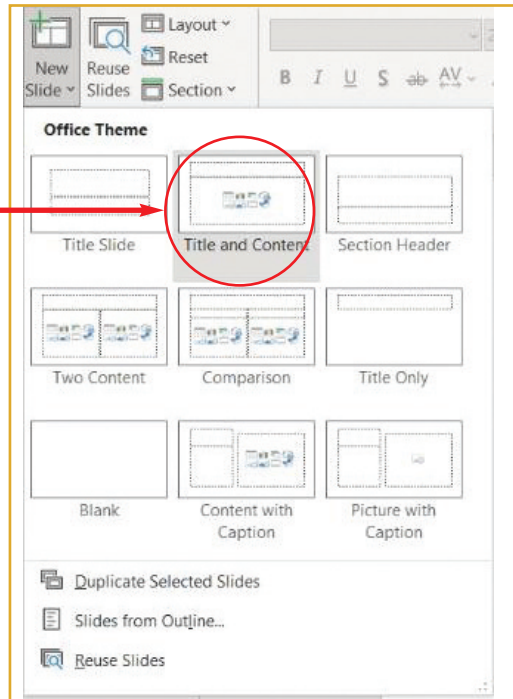 Layout
New Slide
Reuse Slides
Reset
Section
B I U S ab AV
Office Theme
Title Slide
Title and Content
Section Header
Two Content
Comparison
Title Only
Blank
Content with
Caption
Picture with
Caption
Duplicate Selected Slides
Slides from Outline...
Reuse Slides